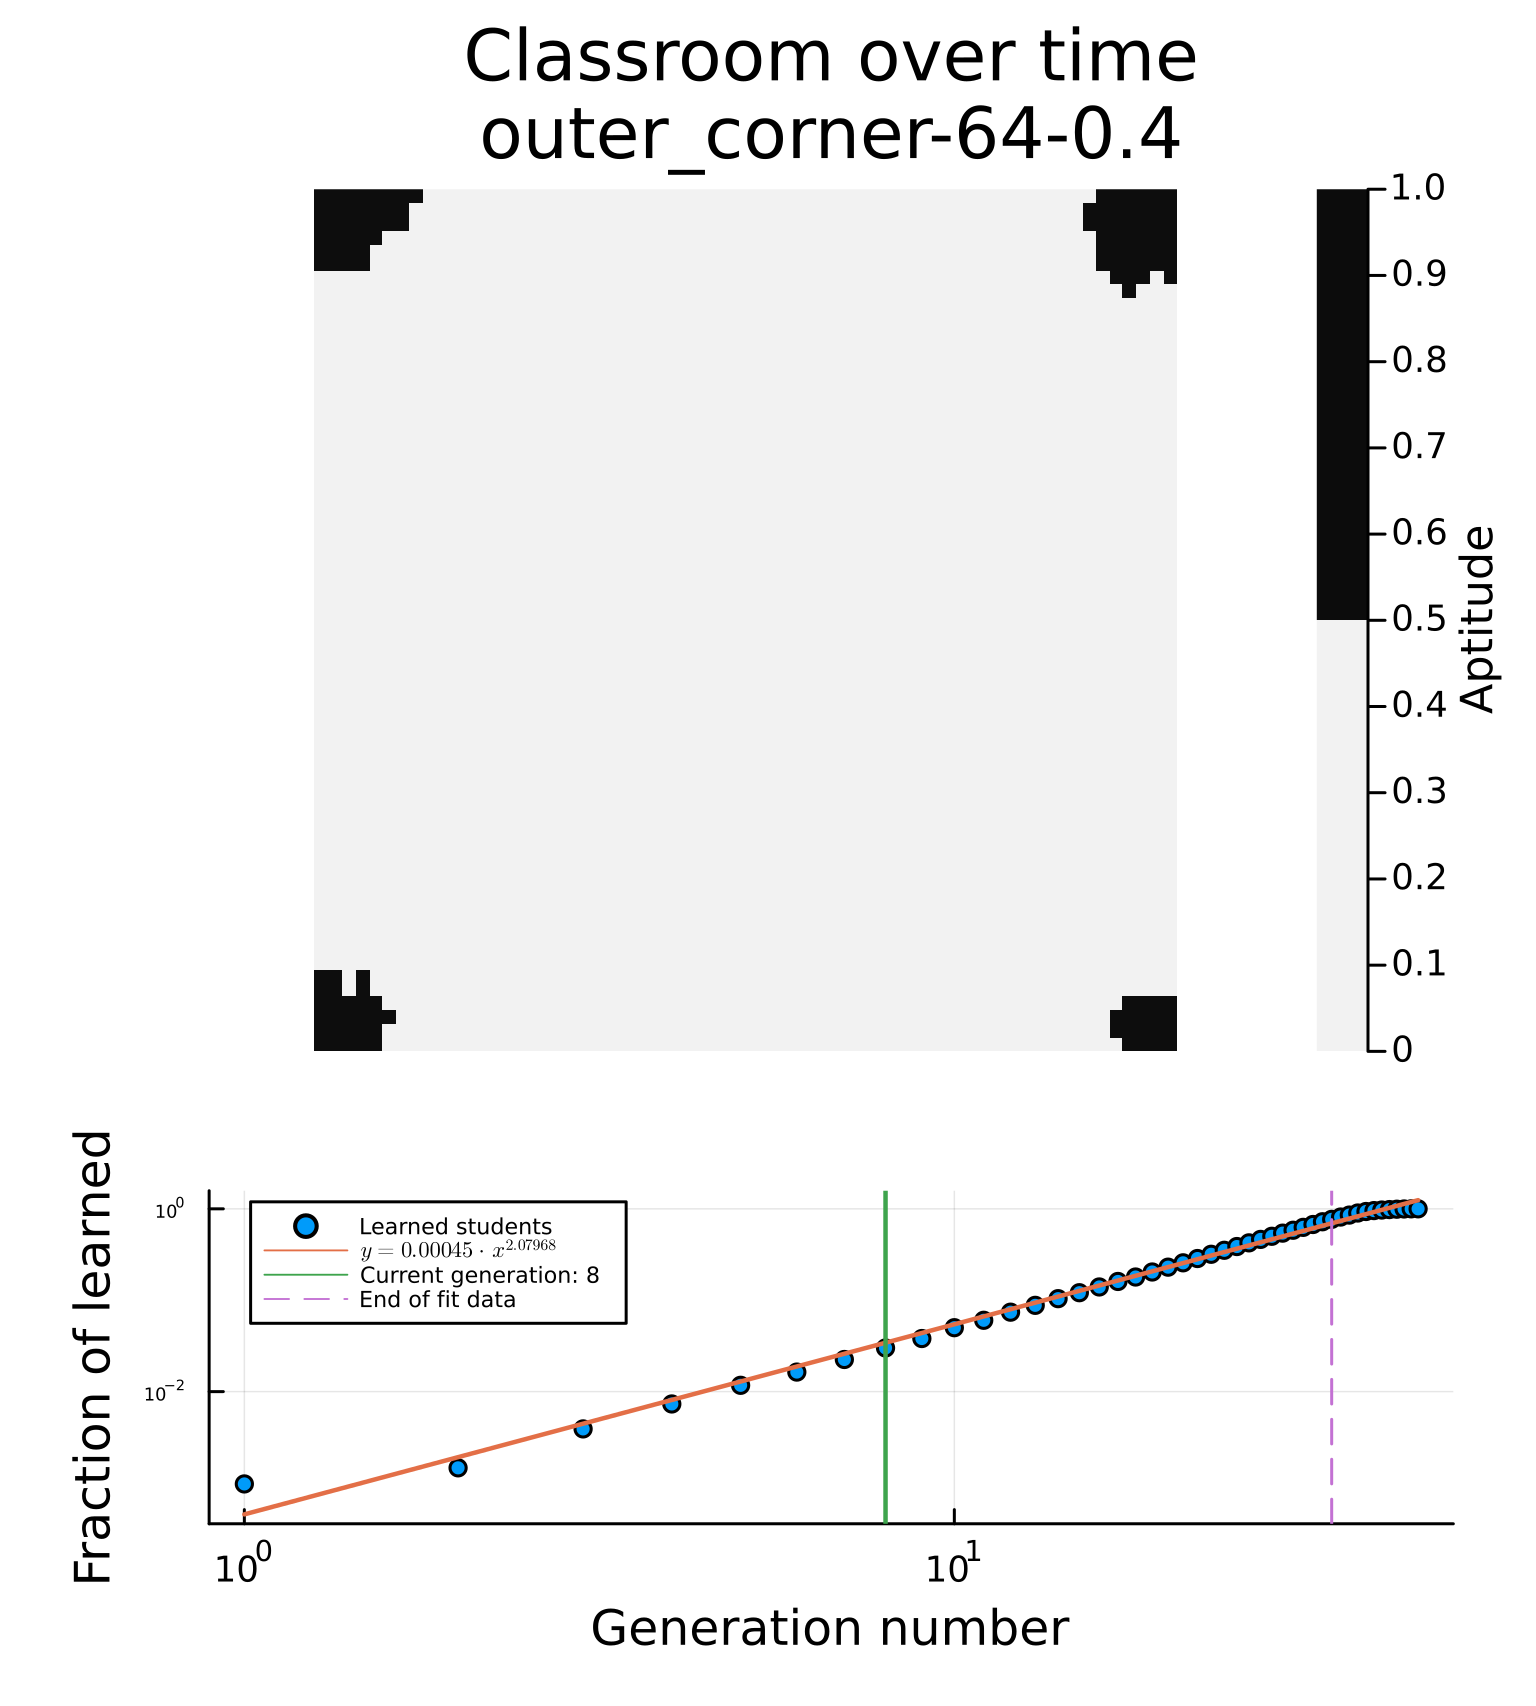 Classroom over time
outer_corner-64-0.4
1.0
0.9
0.8
0.7
0.6
0.5
0.4
0.3
0.2
0.1
0
Aptitude
Fraction of learned
10⁰
10⁻²
Learned students
y = 0.00045 · x^2.07968
Current generation: 8
End of fit data
10⁰
10¹
Generation number